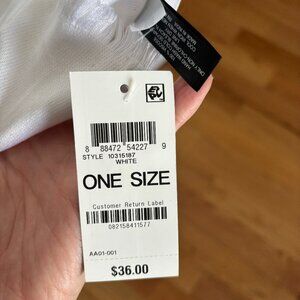 8 88472 54227 9
STYLE 10315187
WHITE
ONE SIZE
Customer Return Label
082158411577
AA01-001
$36.00